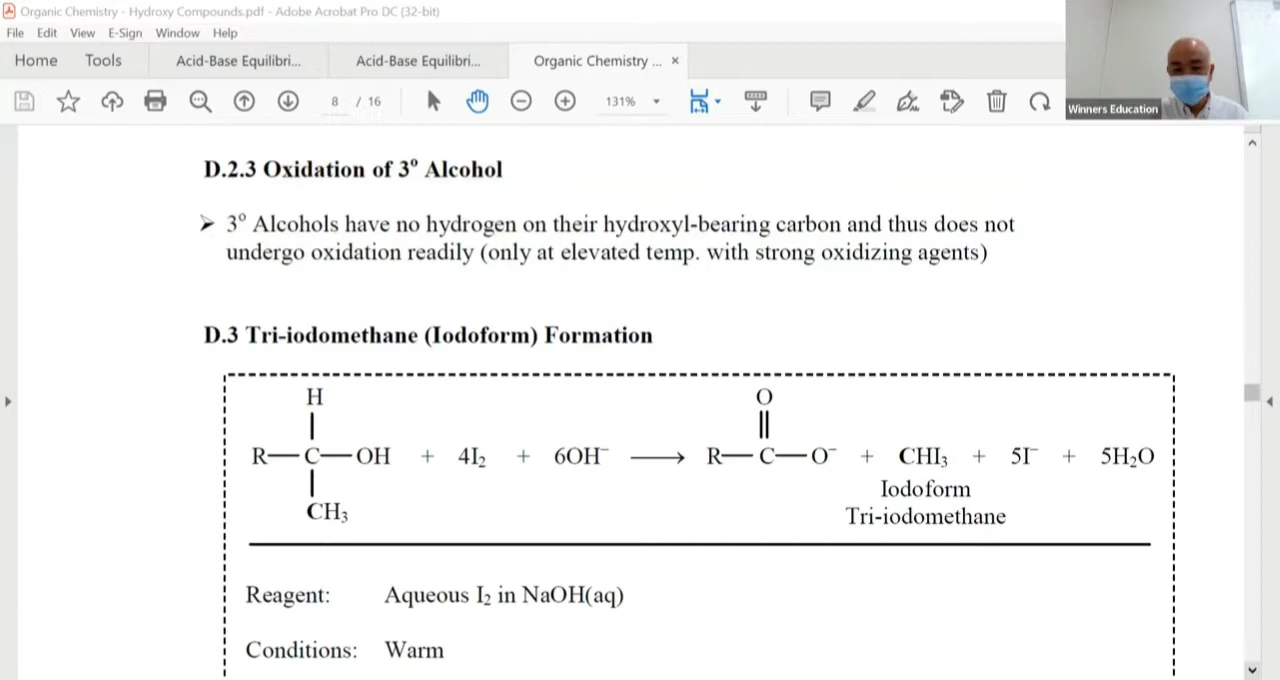 Organic Chemistry - Hydroxy Compounds.pdf - Adobe Acrobat Pro DC (32-bit)
File Edit View E-Sign Window Help
Home Tools Acid-Base Equilibri... Acid-Base Equilibri... Organic Chemistry ... ×
8 / 16 131%
Winners Education
D.2.3 Oxidation of 3º Alcohol
➢ 3º Alcohols have no hydrogen on their hydroxyl-bearing carbon and thus does not
undergo oxidation readily (only at elevated temp. with strong oxidizing agents)
D.3 Tri-iodomethane (Iodoform) Formation
H O
R—C—OH + 4I₂ + 6OH⁻ ⟶ R—C—O⁻ + CHI₃ + 5I⁻ + 5H₂O
CH₃
Iodoform
Tri-iodomethane
Reagent: Aqueous I₂ in NaOH(aq)
Conditions: Warm